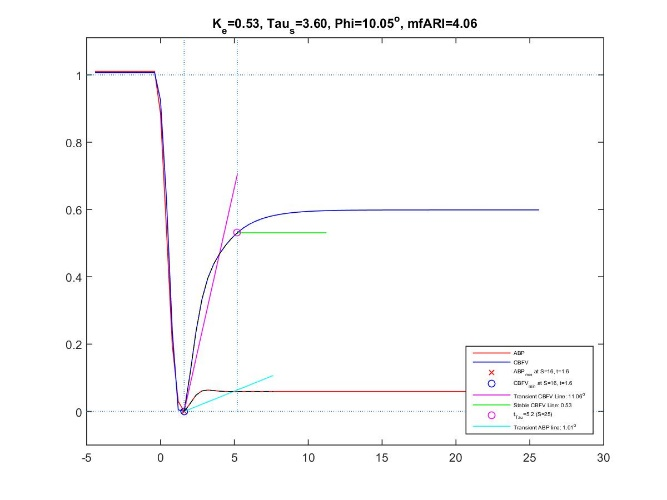 K_e=0.53, Tau_s=3.60, Phi=10.05^o, mfARI=4.06
1
0.8
0.6
0.4
0.2
0
-5
0
5
10
15
20
25
30
ABP
CBFV
ABP_min at S=16, t=1.6
CBFV_min at S=16, t=1.6
Transient CBFV Line: 11.06^o
Stable CBFV Line: 0.53
t_Tau=5.2 (S=25)
Transient ABP line: 1.01^o